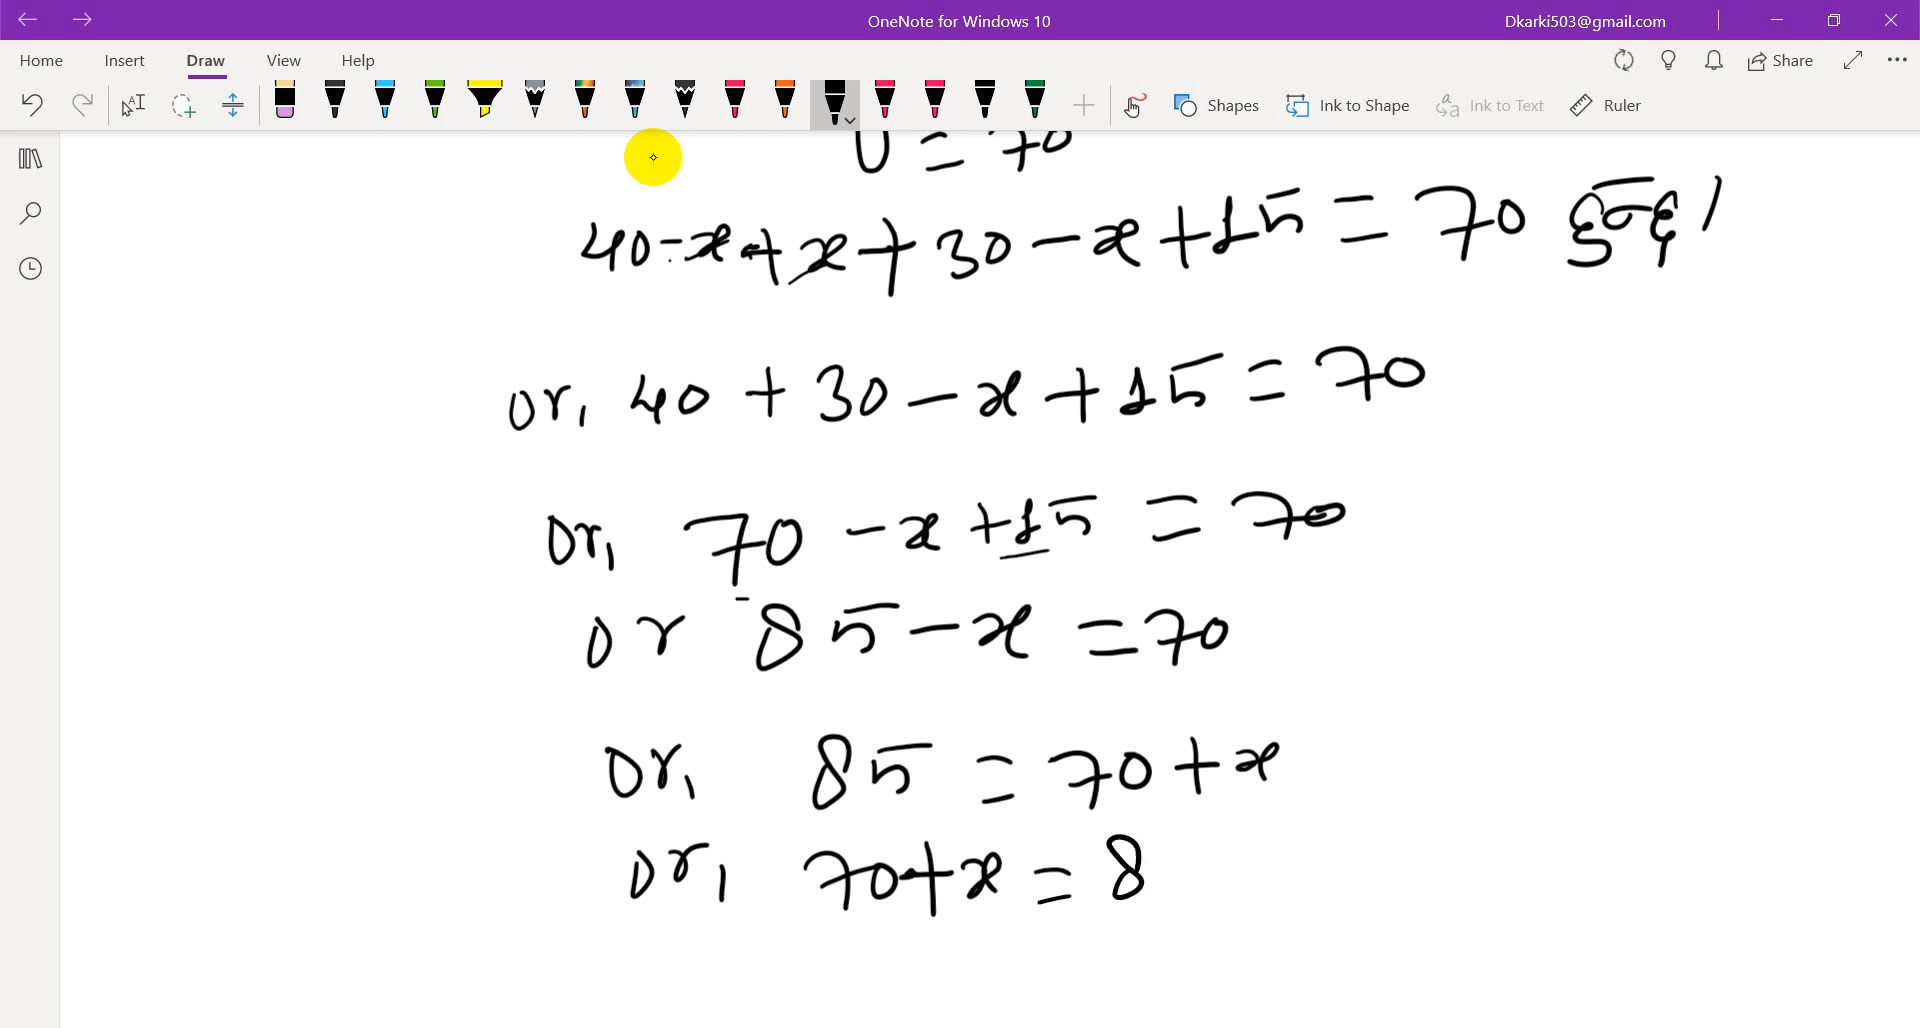 OneNote for Windows 10
Dkarki503@gmail.com
Home Insert Draw View Help
Share
Shapes Ink to Shape Ink to Text Ruler
U = 70
40-x+x+30-x+15=70
or, 40+30-x+15=70
or, 70-x+15=70
or 85-x=70
or, 85=70+x
or, 70+x=8